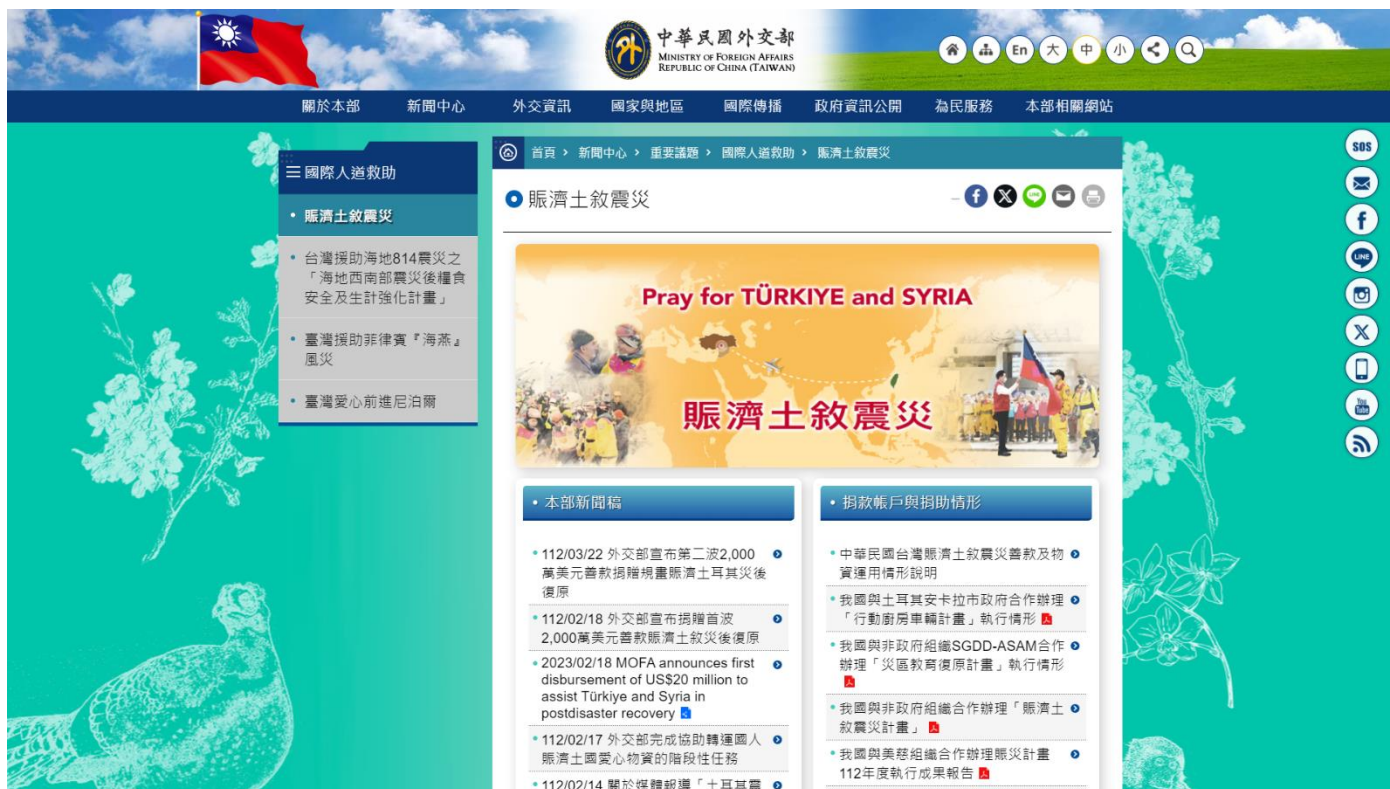 中華民國外交部
MINISTRY OF FOREIGN AFFAIRS
REPUBLIC OF CHINA (TAIWAN)
En 大 中 小
關於本部 新聞中心 外交資訊 國家與地區 國際傳播 政府資訊公開 為民服務 本部相關網站
國際人道救助
賑濟土敘震災
台灣援助海地814震災之
「海地西南部震災後糧食
安全及生計強化計畫」
臺灣援助菲律賓『海燕』
風災
臺灣愛心前進尼泊爾
首頁 › 新聞中心 › 重要議題 › 國際人道救助 › 賑濟土敘震災
賑濟土敘震災
Pray for TÜRKIYE and SYRIA
賑濟土敘震災
本部新聞稿
112/03/22 外交部宣布第二波2,000
萬美元善款捐贈規畫賑濟土耳其災後
復原
112/02/18 外交部宣布捐贈首波
2,000萬美元善款賑濟土敘災後復原
2023/02/18 MOFA announces first
disbursement of US$20 million to
assist Türkiye and Syria in
postdisaster recovery
112/02/17 外交部完成協助轉運國人
賑濟土國愛心物資的階段性任務
112/02/14 關於媒體報導「土耳其震
捐款帳戶與捐助情形
中華民國台灣賑濟土敘震災善款及物
資運用情形說明
我國與土耳其安卡拉市政府合作辦理
「行動廚房車輛計畫」執行情形
我國與非政府組織SGDD-ASAM合作
辦理「災區教育復原計畫」執行情形
我國與非政府組織合作辦理「賑濟土
敘震災計畫」
我國與美慈組織合作辦理賑災計畫
112年度執行成果報告
SOS
LINE
You
Tube